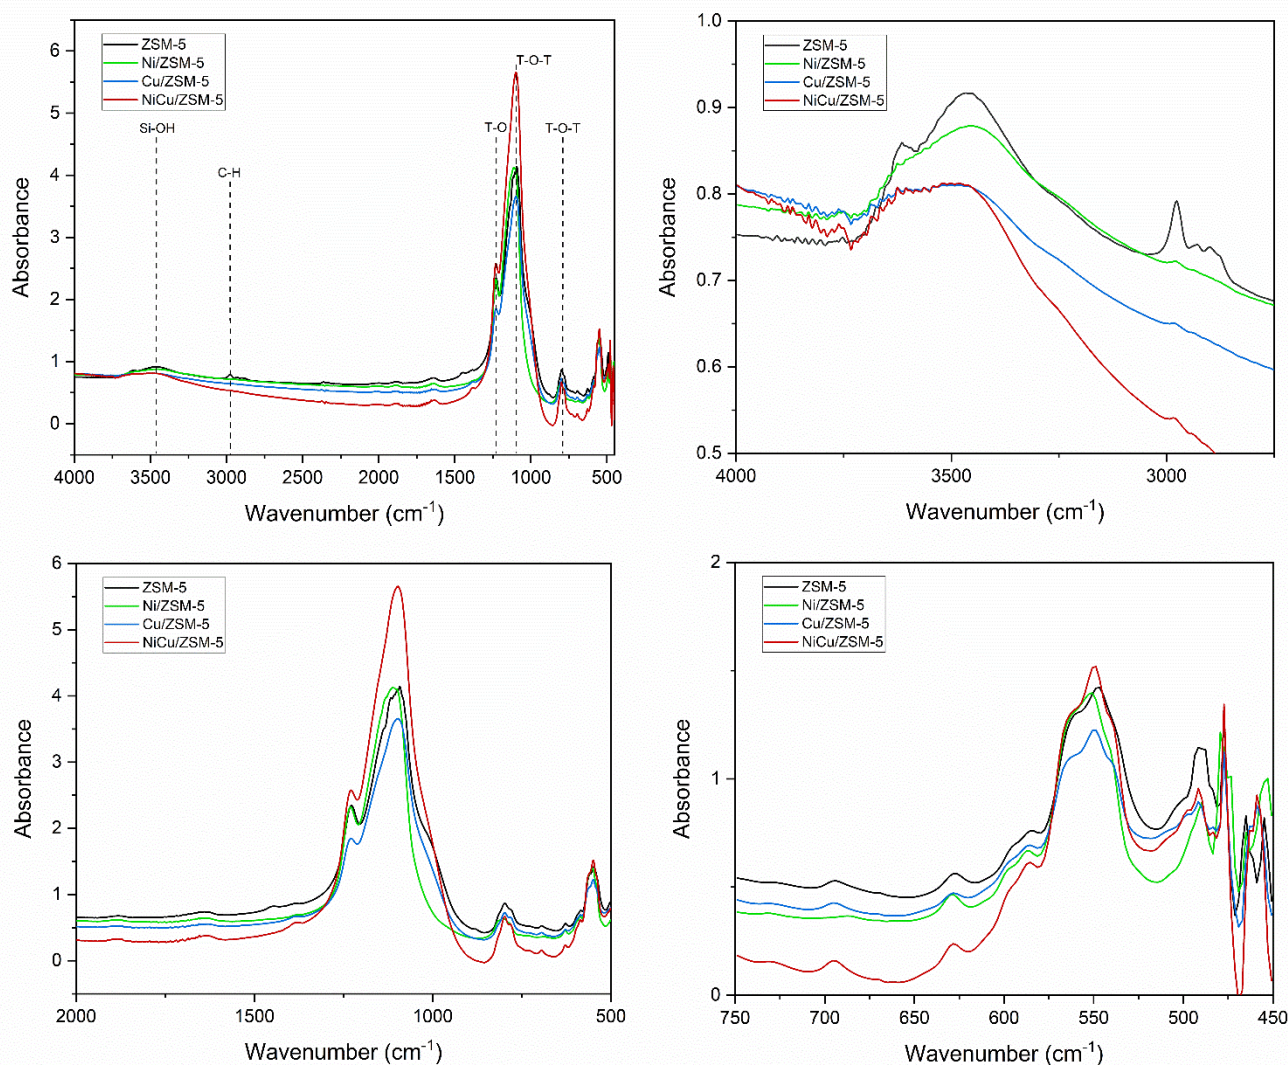 ZSM-5
Ni/ZSM-5
Cu/ZSM-5
NiCu/ZSM-5
T-O-T
Si-OH
T-O
T-O-T
C-H
6
5
4
3
2
1
0
Absorbance
4000 3500 3000 2500 2000 1500 1000 500
Wavenumber (cm⁻¹)
ZSM-5
Ni/ZSM-5
Cu/ZSM-5
NiCu/ZSM-5
1.0
0.9
0.8
0.7
0.6
0.5
Absorbance
4000 3500 3000
Wavenumber (cm⁻¹)
ZSM-5
Ni/ZSM-5
Cu/ZSM-5
NiCu/ZSM-5
6
5
4
3
2
1
0
Absorbance
2000 1500 1000 500
Wavenumber (cm⁻¹)
ZSM-5
Ni/ZSM-5
Cu/ZSM-5
NiCu/ZSM-5
2
1
0
Absorbance
750 700 650 600 550 500 450
Wavenumber (cm⁻¹)